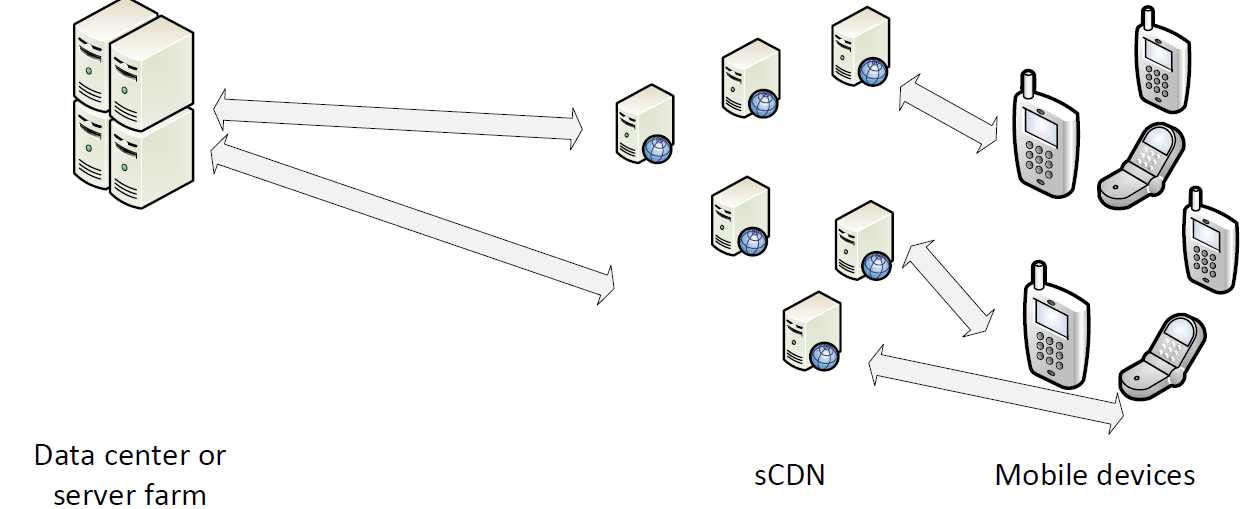 Data center or
server farm
sCDN
Mobile devices